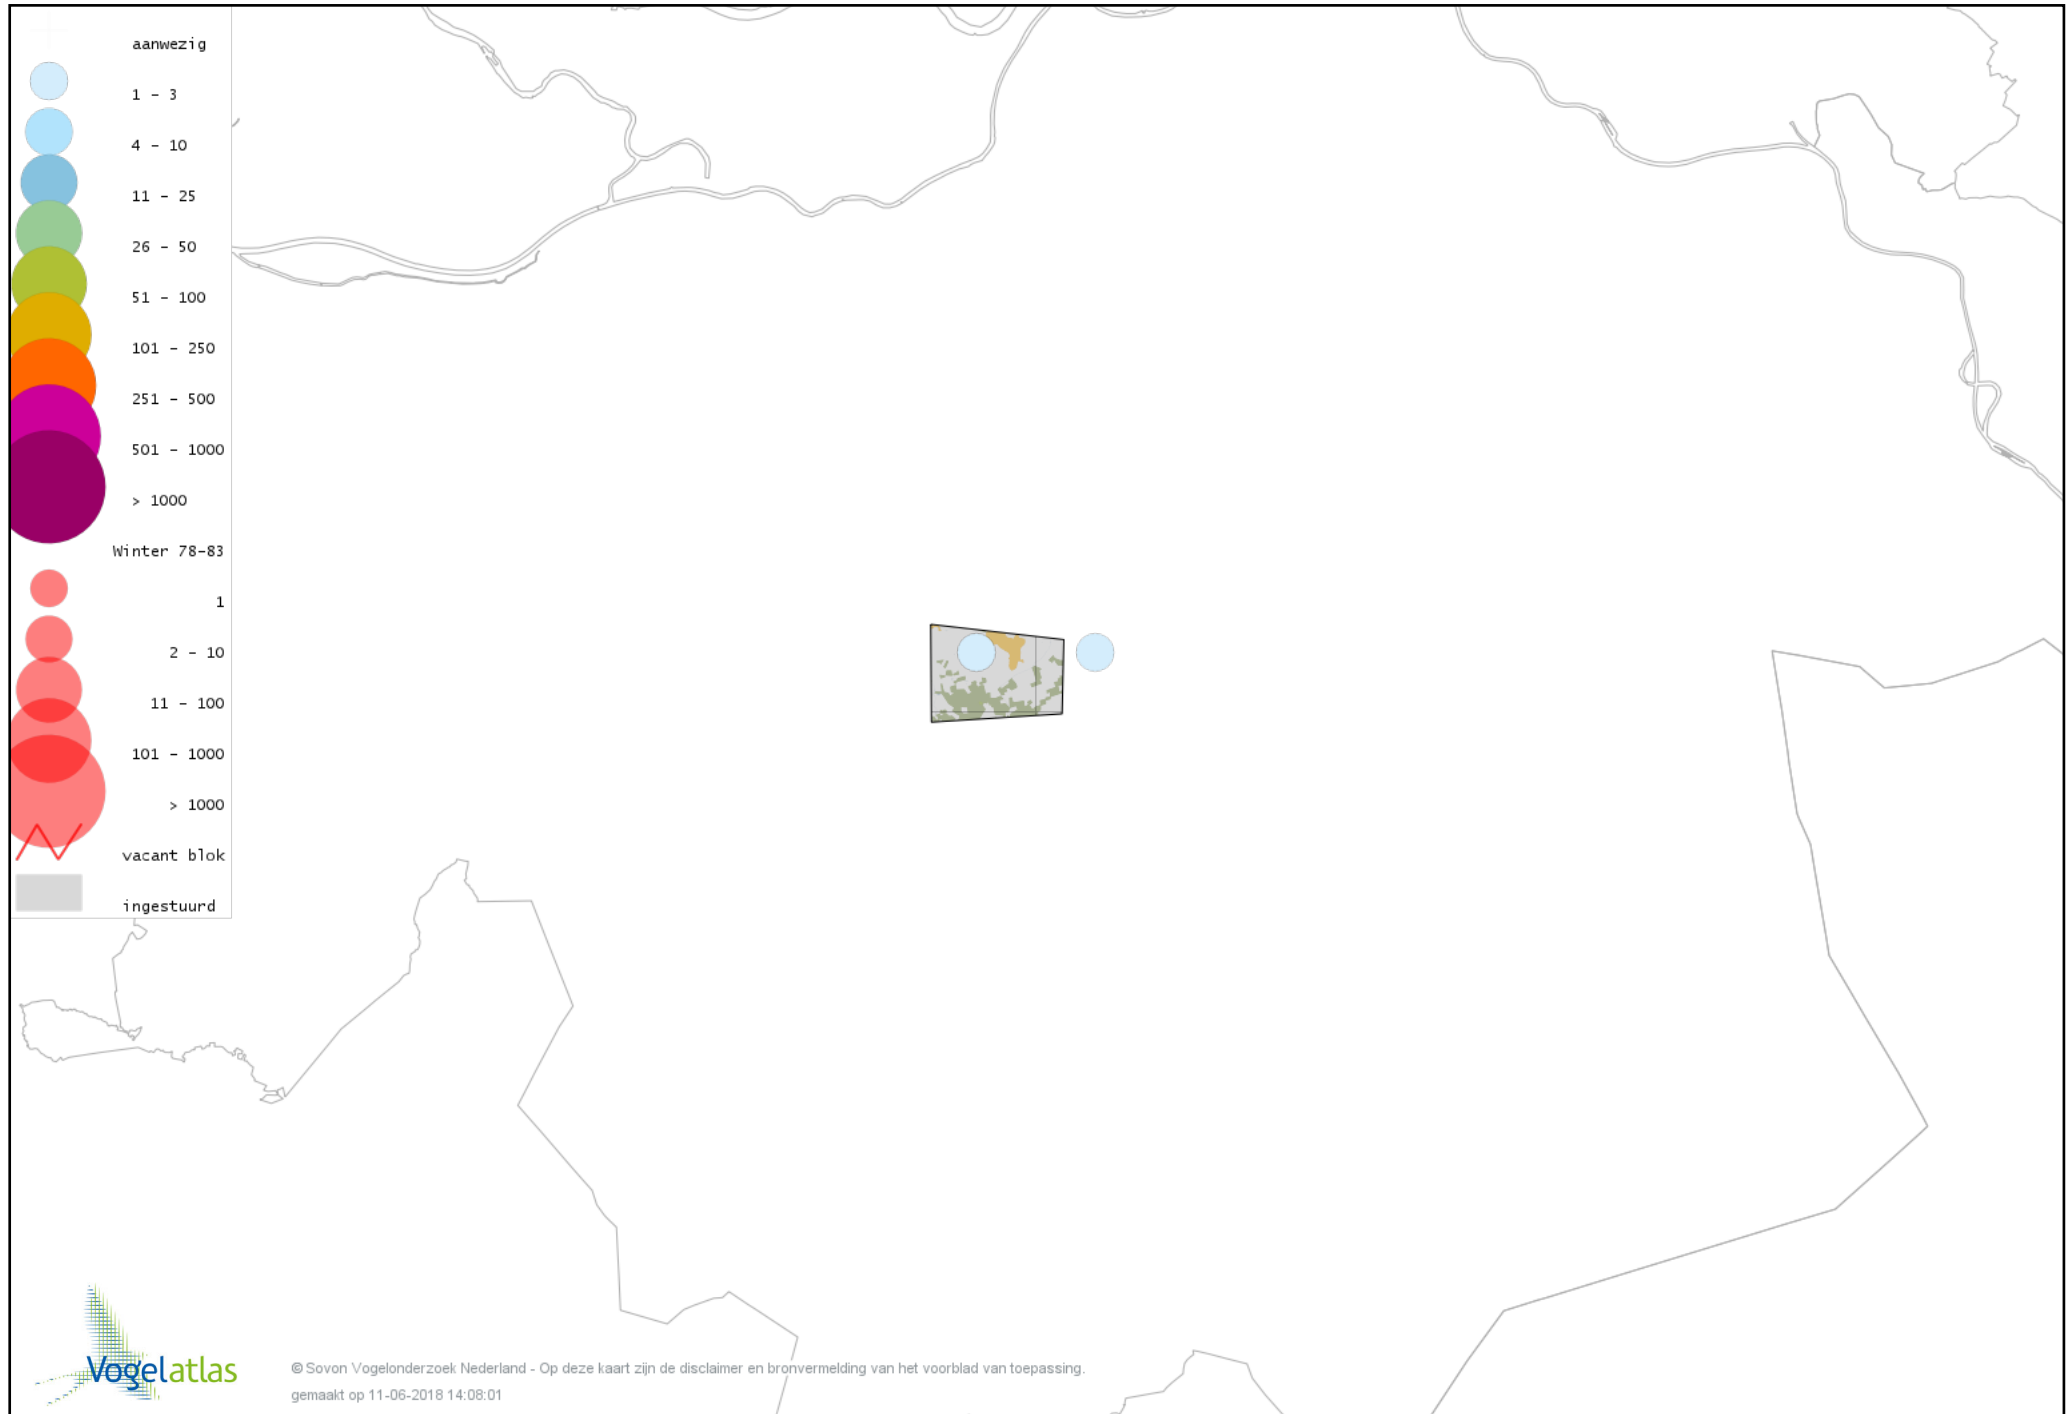 aanwezig
1 - 3
4 - 10
11 - 25
26 - 50
51 - 100
101 - 250
251 - 500
501 - 1000
> 1000
Winter 78-83
1
2 - 10
11 - 100
101 - 1000
> 1000
vacant blok
ingestuurd
Vogelatlas
© Sovon Vogelonderzoek Nederland - Op deze kaart zijn de disclaimer en bronvermelding van het voorblad van toepassing.
gemaakt op 11-06-2018 14:08:01